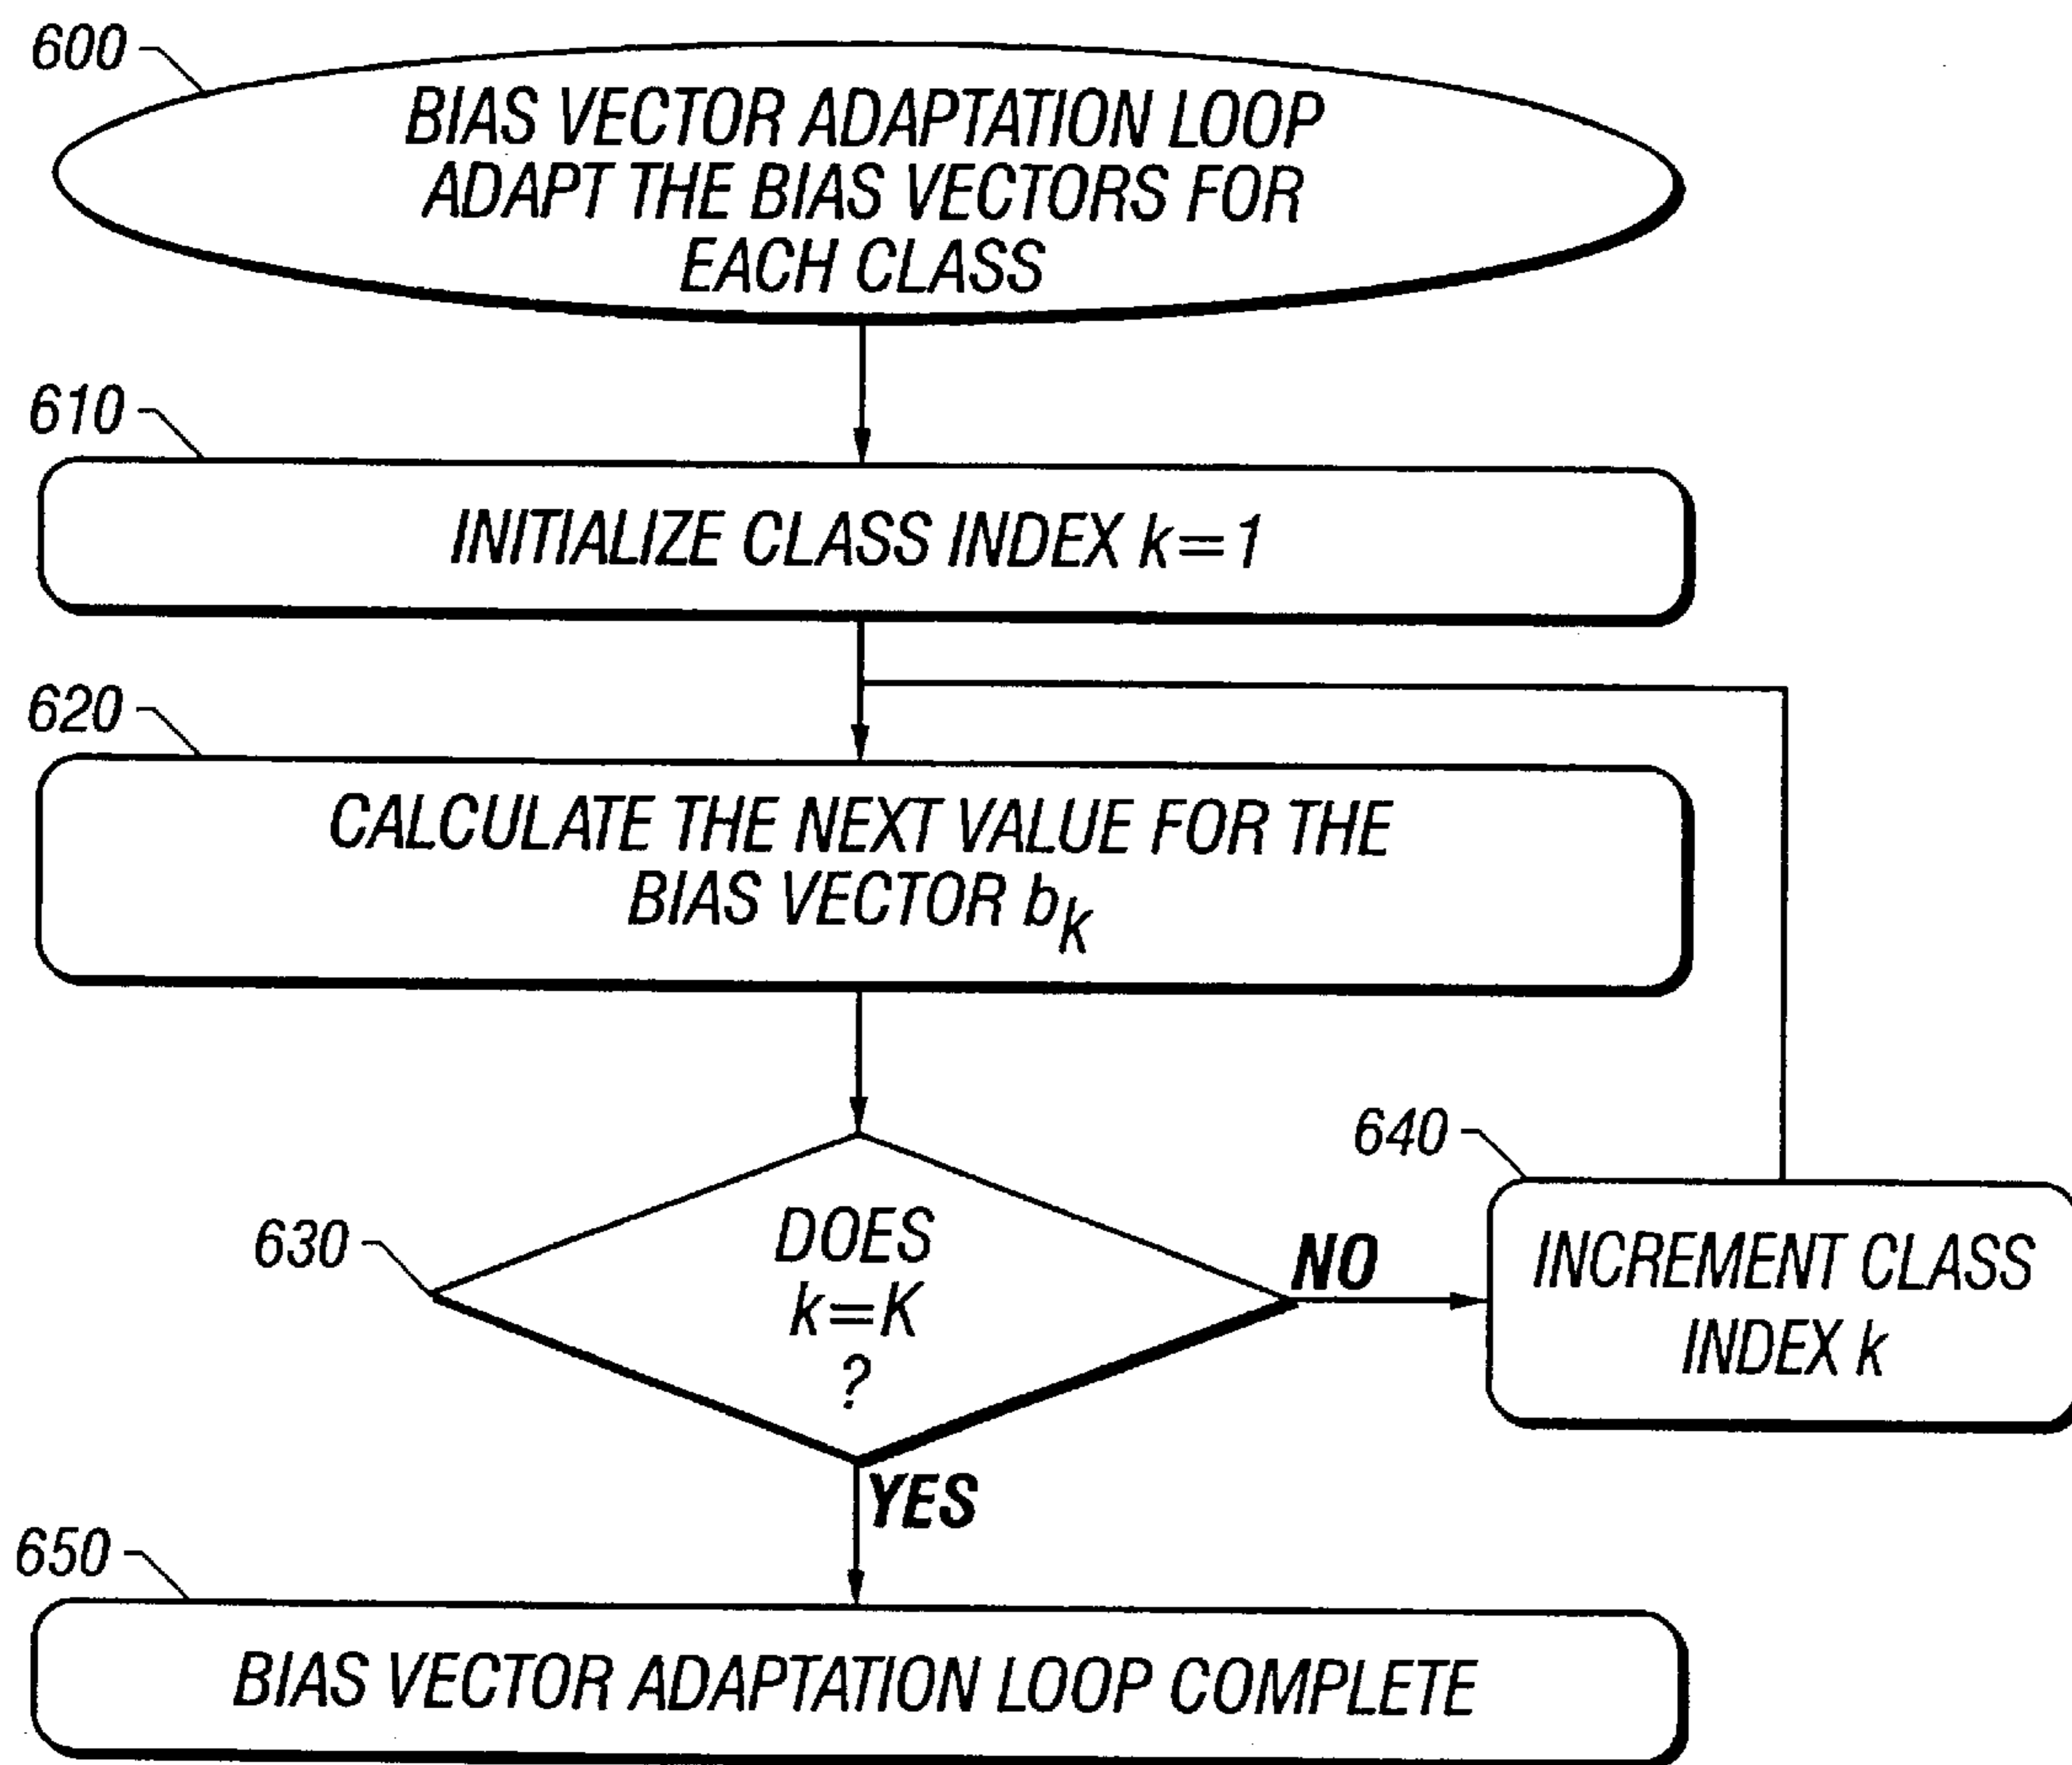 600
BIAS VECTOR ADAPTATION LOOP
ADAPT THE BIAS VECTORS FOR
EACH CLASS
610
INITIALIZE CLASS INDEX k=1
620
CALCULATE THE NEXT VALUE FOR THE
BIAS VECTOR bk
630
DOES
k=K
?
NO
640
INCREMENT CLASS
INDEX k
YES
650
BIAS VECTOR ADAPTATION LOOP COMPLETE